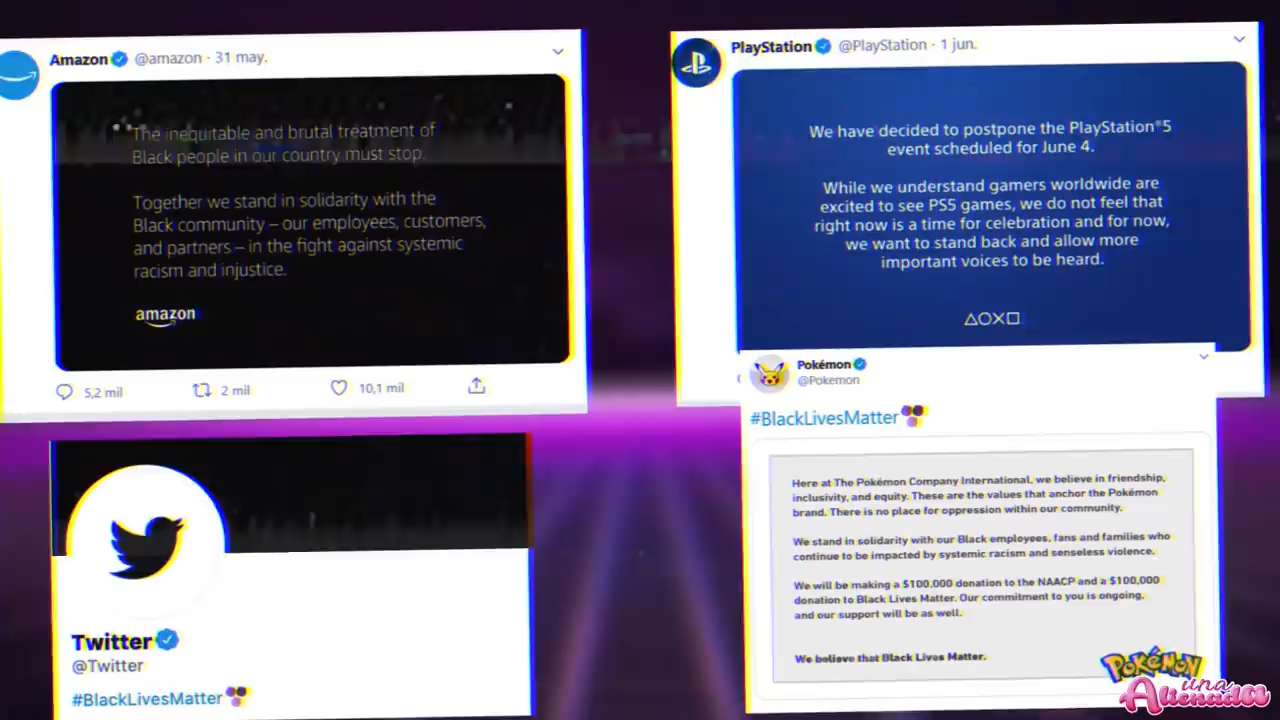 Amazon @amazon · 31 may.
The inequitable and brutal treatment of
Black people in our country must stop.
Together we stand in solidarity with the
Black community – our employees, customers,
and partners – in the fight against systemic
racism and injustice.
amazon
5,2 mil 2 mil 10,1 mil
PlayStation @PlayStation · 1 jun.
We have decided to postpone the PlayStation®5
event scheduled for June 4.
While we understand gamers worldwide are
excited to see PS5 games, we do not feel that
right now is a time for celebration and for now,
we want to stand back and allow more
important voices to be heard.
Twitter
@Twitter
#BlackLivesMatter
Pokémon
@Pokemon
#BlackLivesMatter
Here at The Pokémon Company International, we believe in friendship,
inclusivity, and equity. These are the values that anchor the Pokémon
brand. There is no place for oppression within our community.
We stand in solidarity with our Black employees, fans and families who
continue to be impacted by systemic racism and senseless violence.
We will be making a $100,000 donation to the NAACP and a $100,000
donation to Black Lives Matter. Our commitment to you is ongoing,
and our support will be as well.
We believe that Black Lives Matter.
POKÉMON
una
Alienada